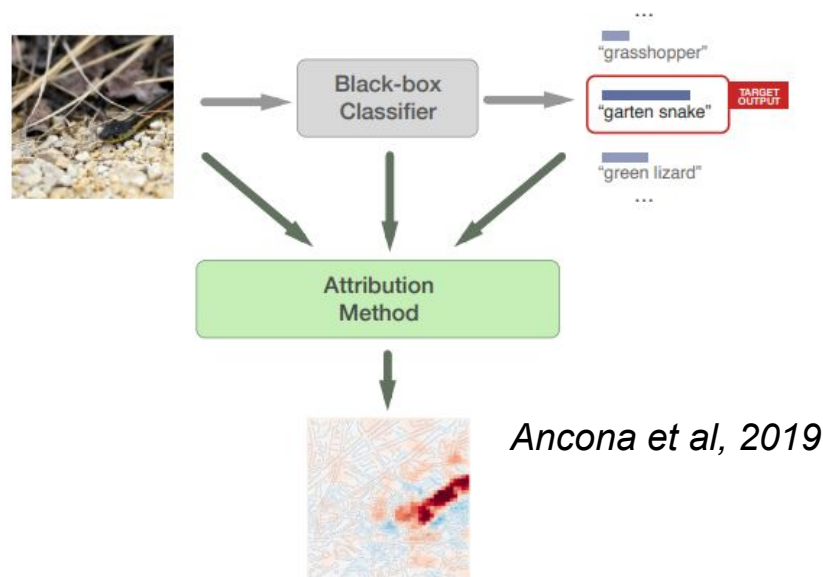 ...
"grasshopper"
Black-box
Classifier
"garten snake"
TARGET
OUTPUT
"green lizard"
...
Attribution
Method
Ancona et al, 2019